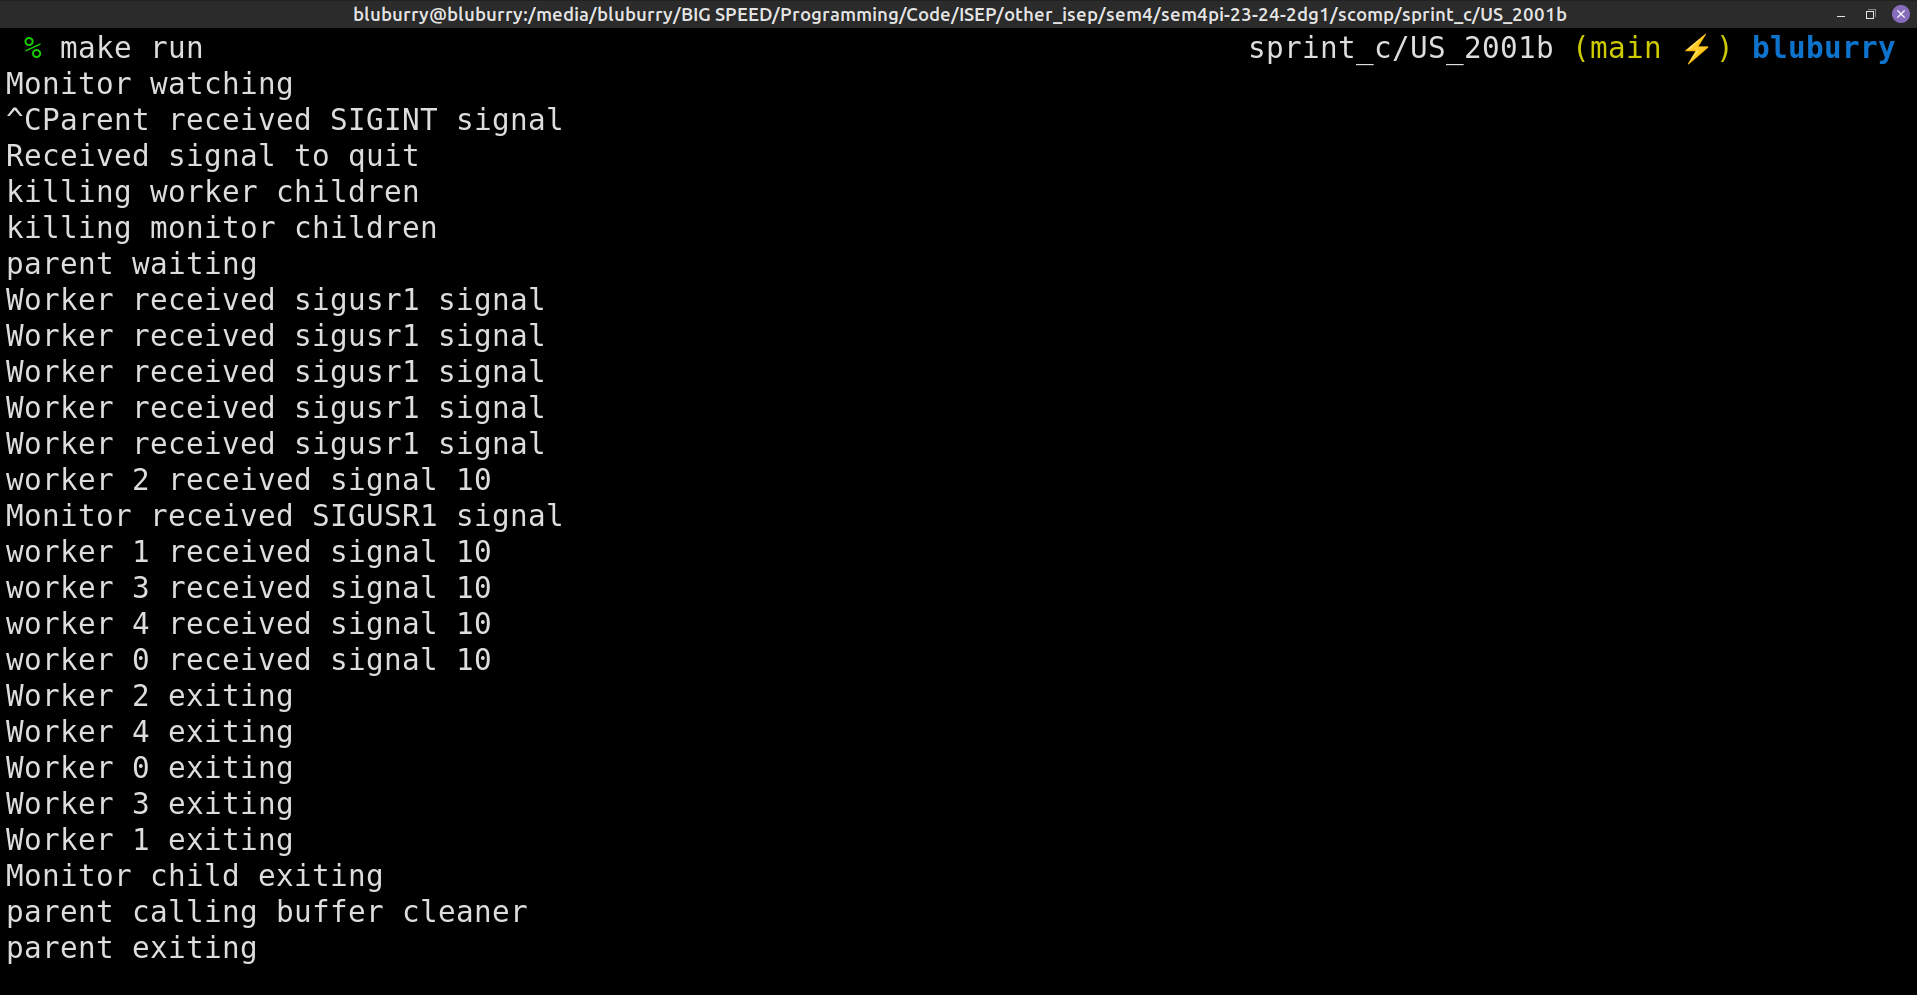 bluburry@bluburry:/media/bluburry/BIG SPEED/Programming/Code/ISEP/other_isep/sem4/sem4pi-23-24-2dg1/scomp/sprint_c/US_2001b
% make run sprint_c/US_2001b (main ⚡) bluburry
Monitor watching
^CParent received SIGINT signal
Received signal to quit
killing worker children
killing monitor children
parent waiting
Worker received sigusr1 signal
Worker received sigusr1 signal
Worker received sigusr1 signal
Worker received sigusr1 signal
Worker received sigusr1 signal
worker 2 received signal 10
Monitor received SIGUSR1 signal
worker 1 received signal 10
worker 3 received signal 10
worker 4 received signal 10
worker 0 received signal 10
Worker 2 exiting
Worker 4 exiting
Worker 0 exiting
Worker 3 exiting
Worker 1 exiting
Monitor child exiting
parent calling buffer cleaner
parent exiting